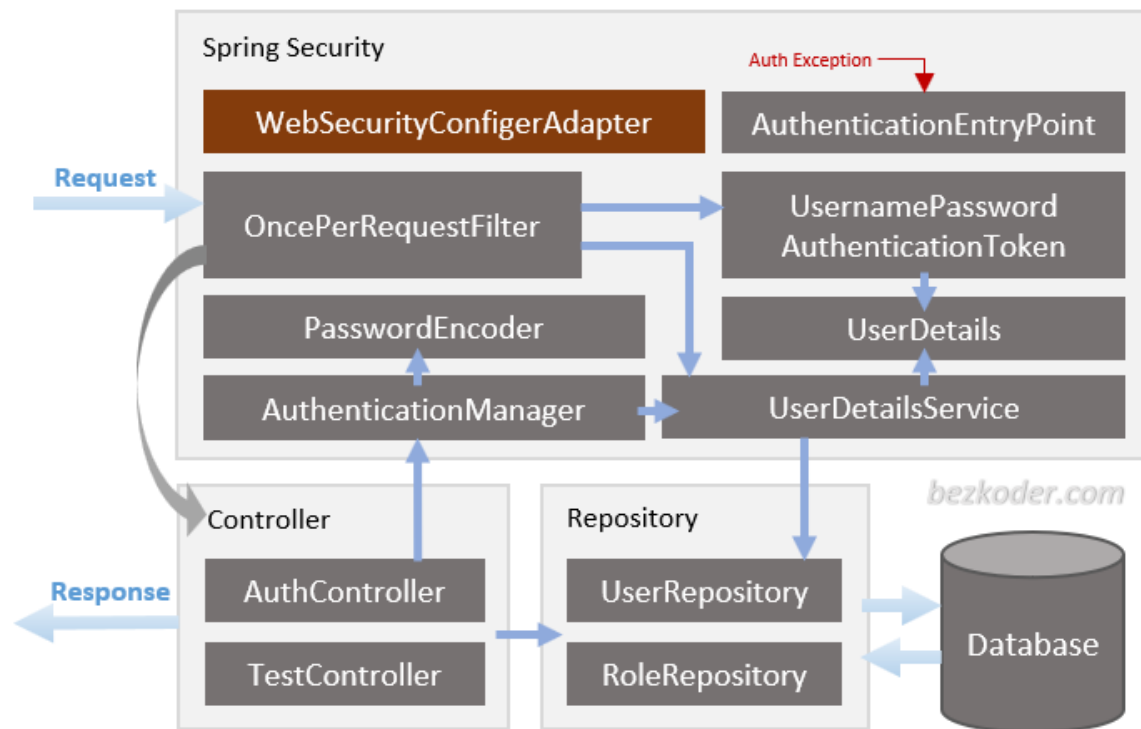 Spring Security
Auth Exception
WebSecurityConfigerAdapter
AuthenticationEntryPoint
Request
OncePerRequestFilter
UsernamePassword
AuthenticationToken
PasswordEncoder
UserDetails
AuthenticationManager
UserDetailsService
bezkoder.com
Controller
Repository
Response
AuthController
UserRepository
Database
TestController
RoleRepository